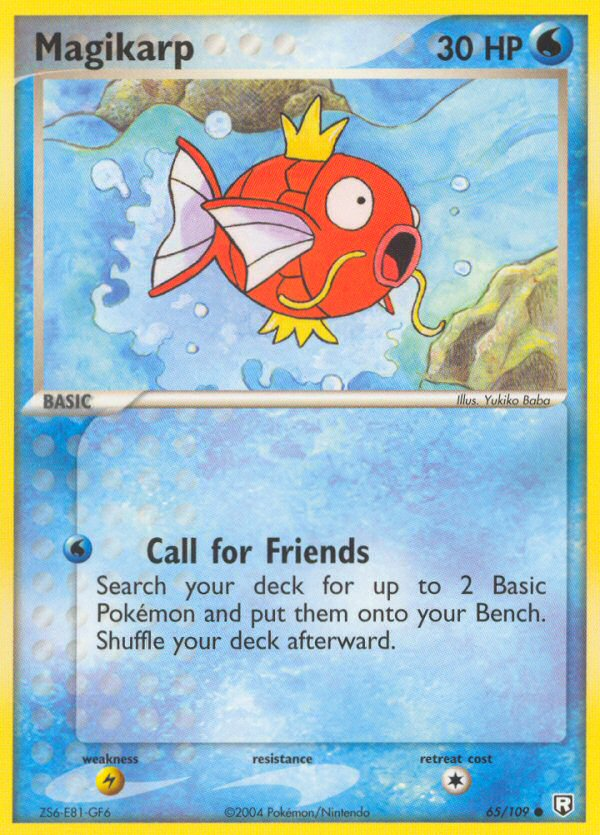 Magikarp
30 HP
BASIC
Illus. Yukiko Baba
Call for Friends
Search your deck for up to 2 Basic
Pokémon and put them onto your Bench.
Shuffle your deck afterward.
weakness
resistance
retreat cost
ZS6-E81-GF6
©2004 Pokémon/Nintendo
65/109
R